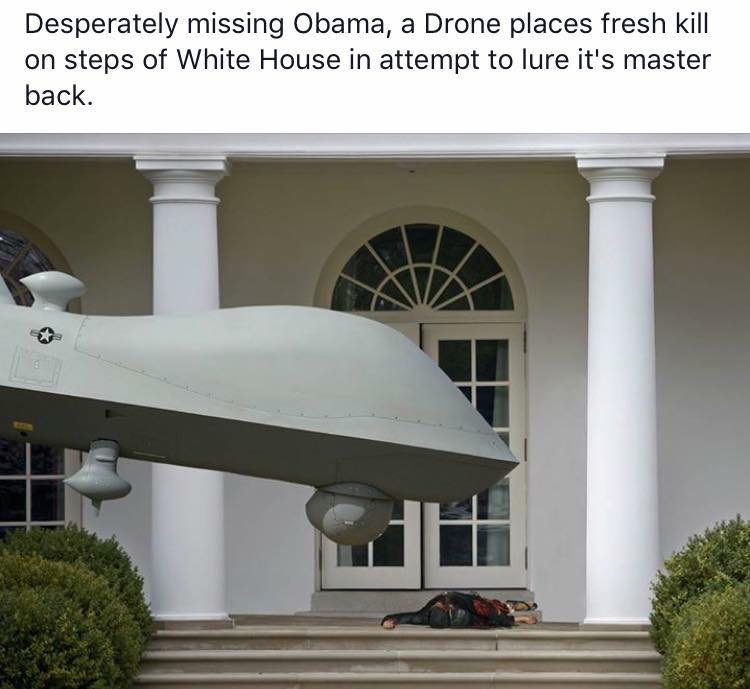 Desperately missing Obama, a Drone places fresh kill
on steps of White House in attempt to lure it's master
back.